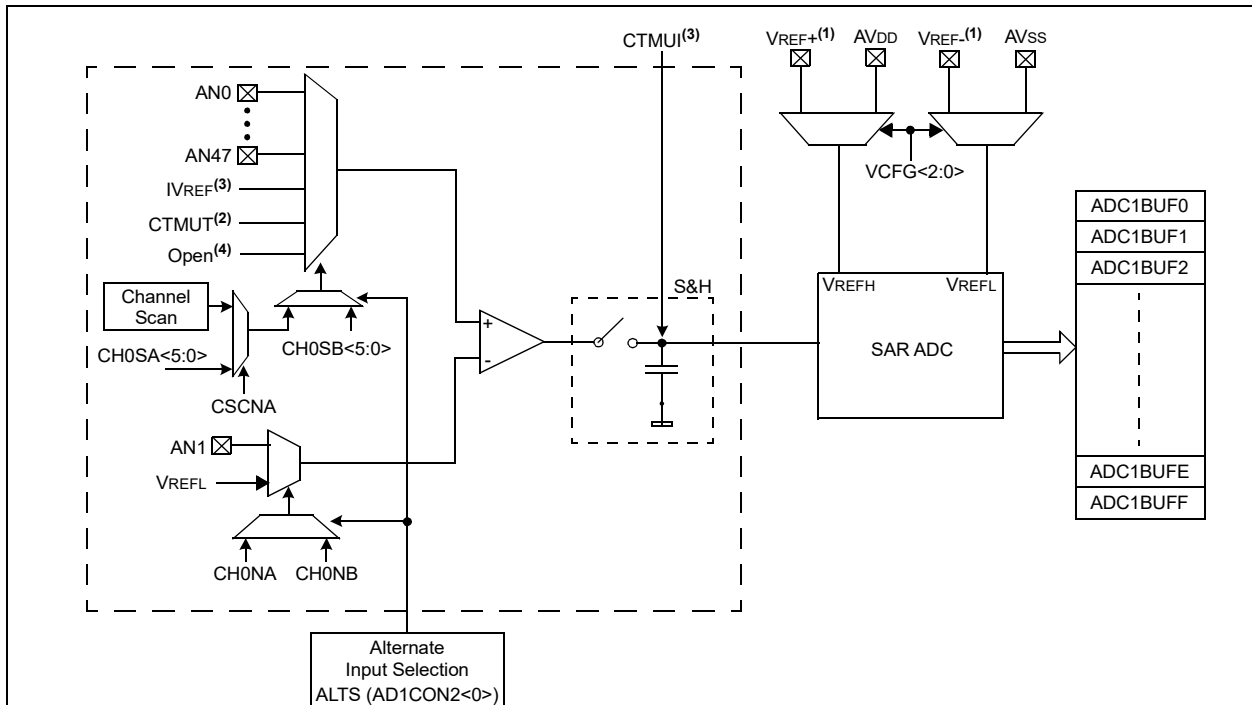 CTMUI(3)
VREF+(1) AVDD VREF-(1) AVSS
AN0
AN47
IVREF(3)
CTMUT(2)
Open(4)
VCFG<2:0>
ADC1BUF0
ADC1BUF1
ADC1BUF2
Channel
Scan
S&H
VREFH VREFL
CH0SA<5:0>
CH0SB<5:0>
+
-
SAR ADC
CSCNA
AN1
VREFL
ADC1BUFE
ADC1BUFF
CH0NA CH0NB
Alternate
Input Selection
ALTS (AD1CON2<0>)